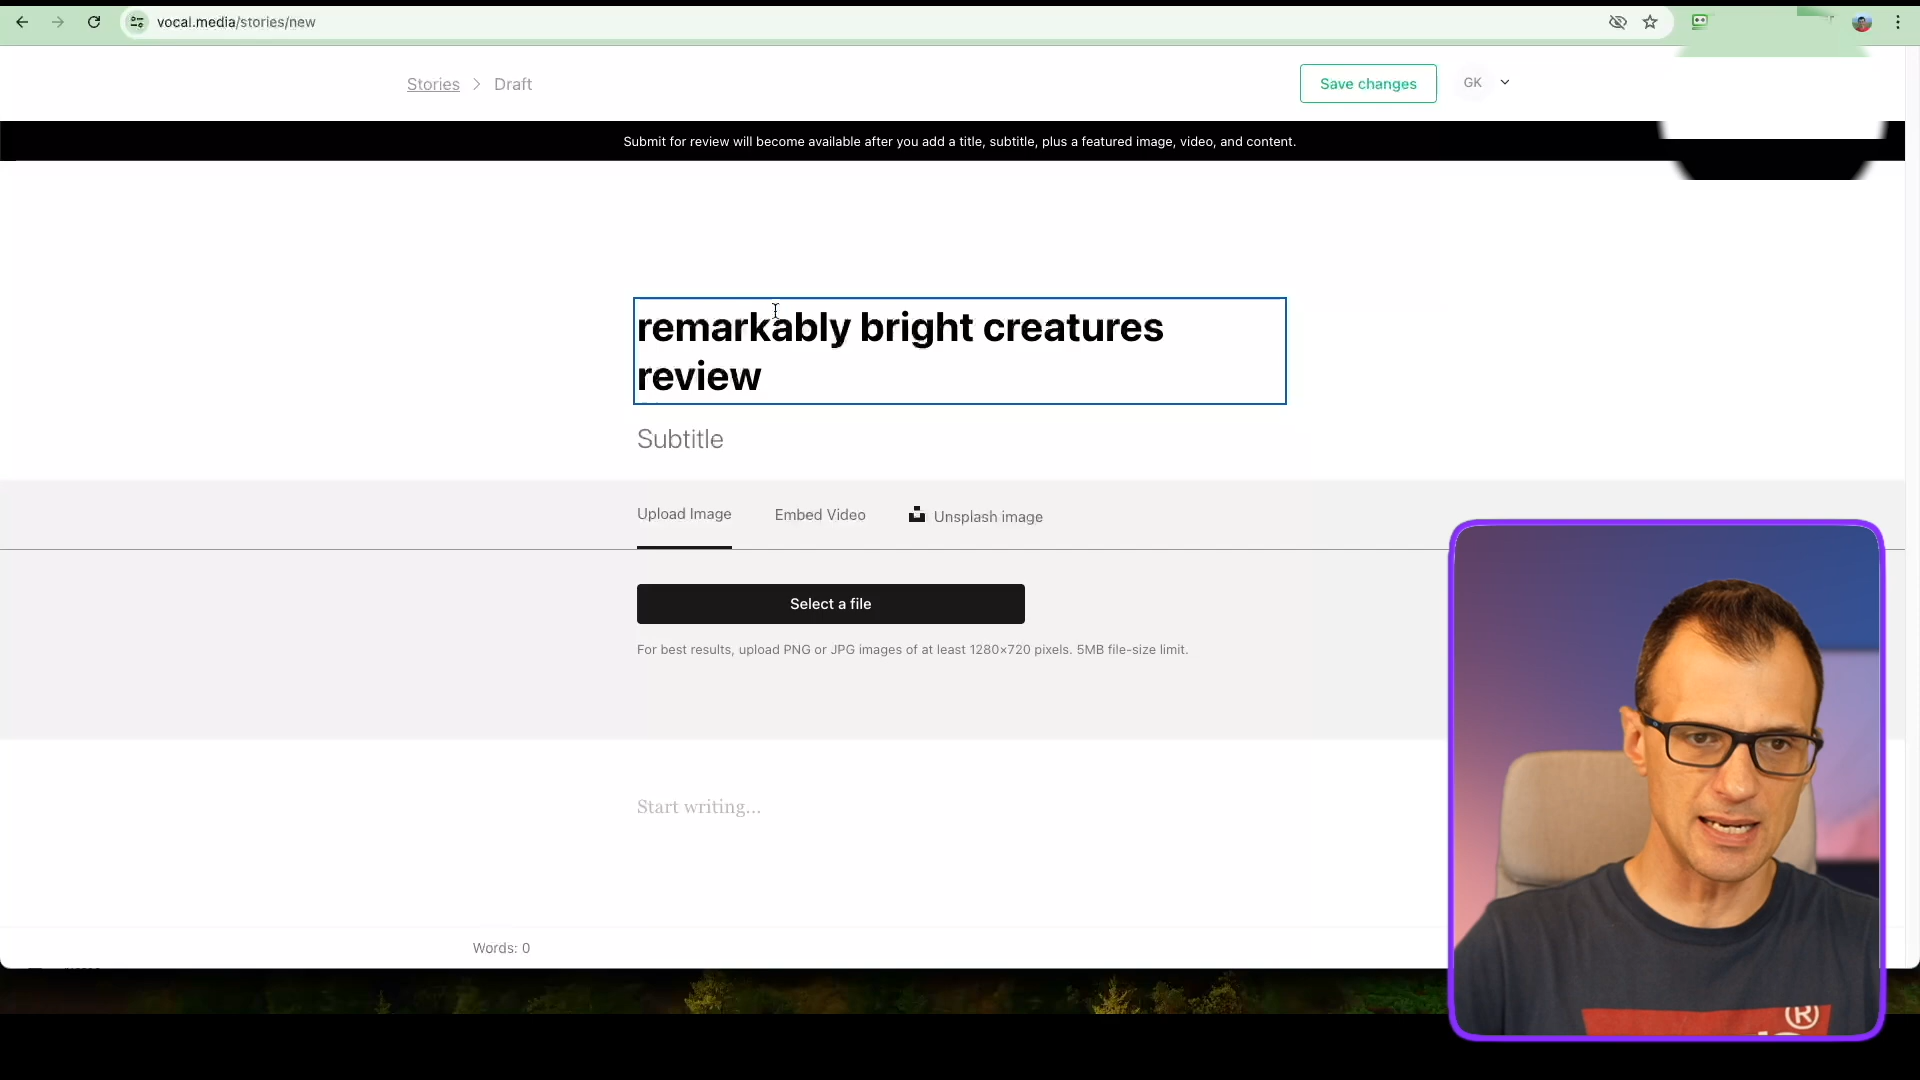 vocal.media/stories/new
Stories > Draft
Save changes
GK
Submit for review will become available after you add a title, subtitle, plus a featured image, video, and content.
remarkably bright creatures
review
Subtitle
Upload Image
Embed Video
Unsplash image
Select a file
For best results, upload PNG or JPG images of at least 1280×720 pixels. 5MB file-size limit.
Start writing...
Words: 0
®